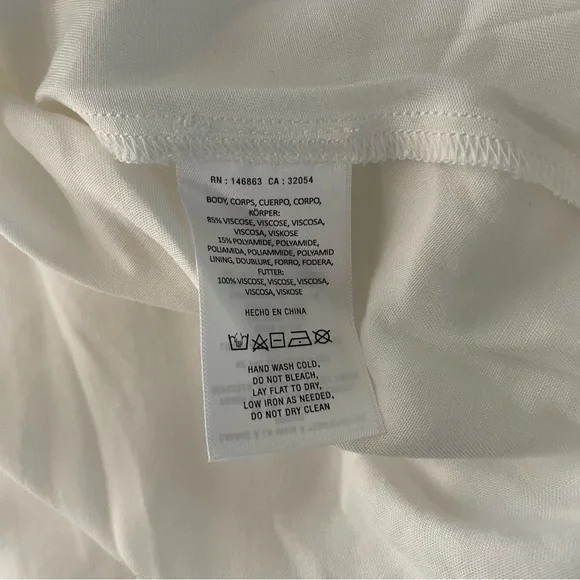 RN : 146863 CA : 32054
BODY, CORPS, CUERPO, CORPO,
KÖRPER:
85% VISCOSE, VISCOSE, VISCOSA,
VISCOSA, VISKOSE
15% POLYAMIDE, POLYAMIDE,
POLIAMIDA, POLIAMMIDE, POLYAMID
LINING, DOUBLURE, FORRO, FODERA,
FUTTER:
100% VISCOSE, VISCOSE, VISCOSA,
VISCOSA, VISKOSE
HECHO EN CHINA
HAND WASH COLD,
DO NOT BLEACH,
LAY FLAT TO DRY,
LOW IRON AS NEEDED,
DO NOT DRY CLEAN